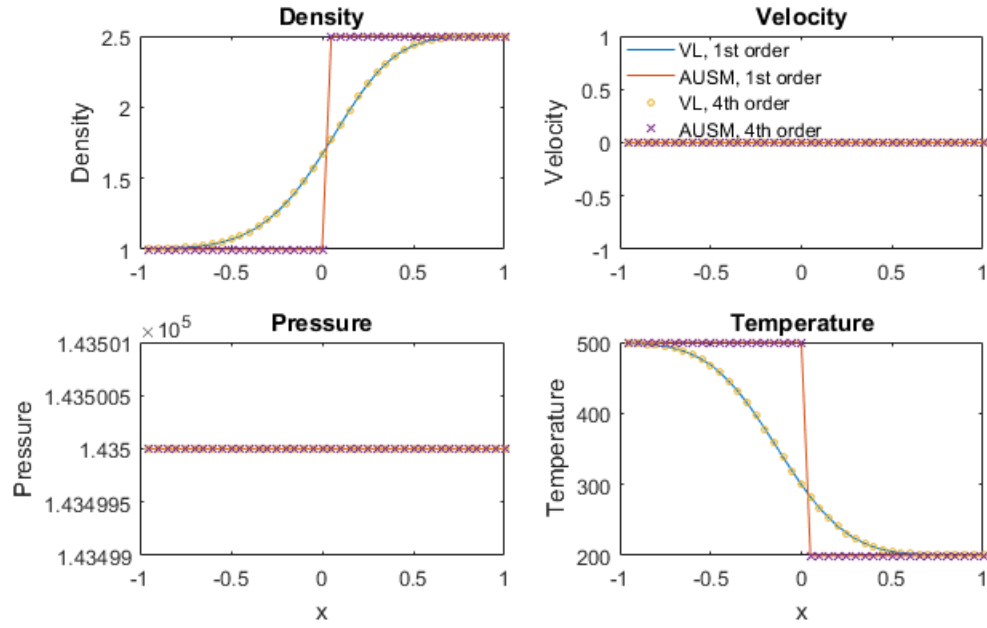 Density
2.5
2
1.5
1
Density
-1 -0.5 0 0.5 1
Velocity
1
0.5
0
-0.5
-1
Velocity
VL, 1st order
AUSM, 1st order
VL, 4th order
AUSM, 4th order
-1 -0.5 0 0.5 1
Pressure
× 10⁵
1.43501
1.435005
1.435
1.434995
1.43499
Pressure
-1 -0.5 0 0.5 1
x
Temperature
500
400
300
200
Temperature
-1 -0.5 0 0.5 1
x